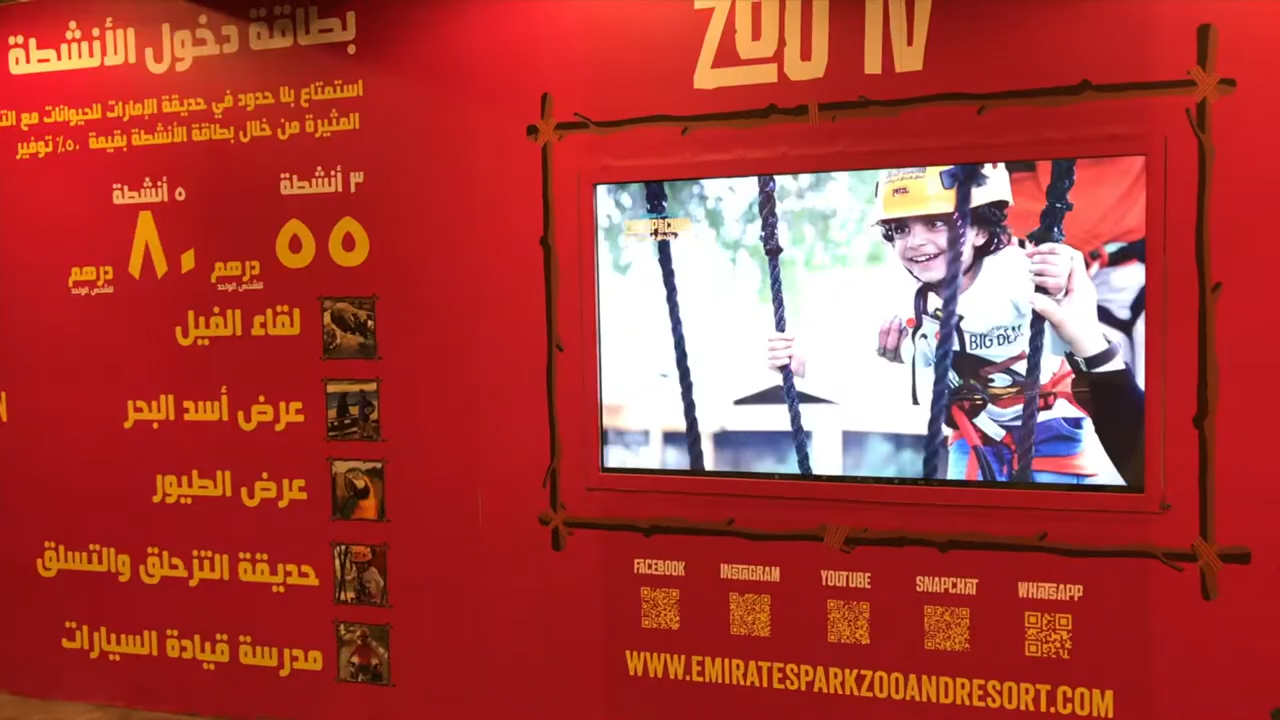 بطاقة دخول الأنشطة
استمتاع بلا حدود في حديقة الإمارات للحيوانات مع
المثيرة من خلال بطاقة الأنشطة بقيمة ٥٠٪ توفير
٣ أنشطة
٥٥ درهم
للشخص الواحد
٥ أنشطة
٨٠ درهم
للشخص الواحد
لقاء الفيل
عرض أسد البحر
عرض الطيور
حديقة التزحلق والتسلق
مدرسة قيادة السيارات
ZOO TV
BIG DEAL
FACEBOOK
INSTAGRAM
YOUTUBE
SNAPCHAT
WHATSAPP
WWW.EMIRATESPARKZOOANDRESORT.COM